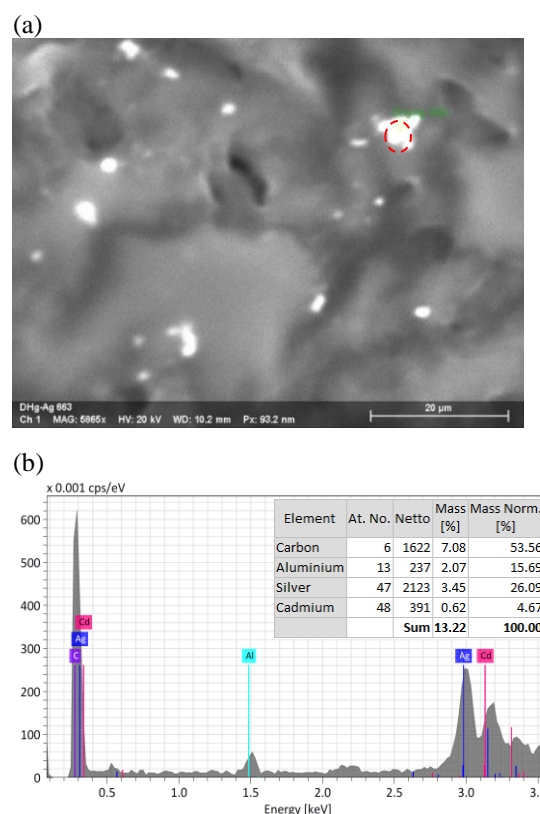 (a)
DHg-Ag 663
Ch 1 MAG: 5865x HV: 20 kV WD: 10.2 mm Px: 93.2 nm
20 µm
(b)
x 0.001 cps/eV
600
500
400
300
200
100
0
Element At. No. Netto Mass [%] Mass Norm. [%]
Carbon 6 1622 7.08 53.56
Aluminium 13 237 2.07 15.69
Silver 47 2123 3.45 26.09
Cadmium 48 391 0.62 4.67
Sum 13.22 100.00
Cd
Ag
C
Al
Ag
Cd
0.5 1.0 1.5 2.0 2.5 3.0 3.5
Energy [keV]